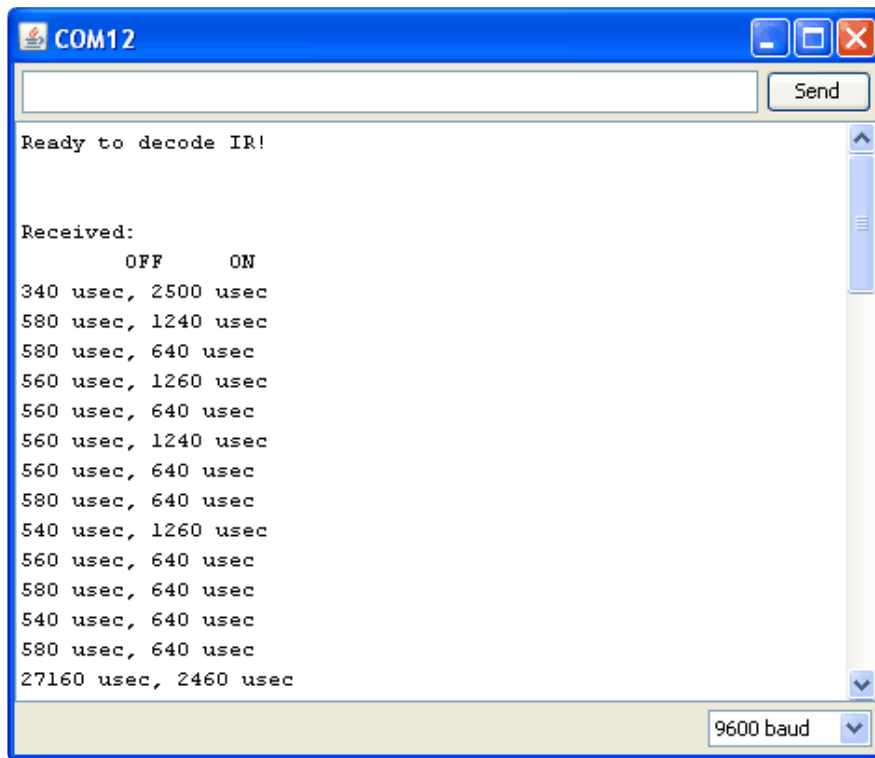 COM12
Send
Ready to decode IR!
Received:
OFF ON
340 usec, 2500 usec
580 usec, 1240 usec
580 usec, 640 usec
560 usec, 1260 usec
560 usec, 640 usec
560 usec, 1240 usec
560 usec, 640 usec
580 usec, 640 usec
540 usec, 1260 usec
560 usec, 640 usec
580 usec, 640 usec
540 usec, 640 usec
580 usec, 640 usec
27160 usec, 2460 usec
9600 baud